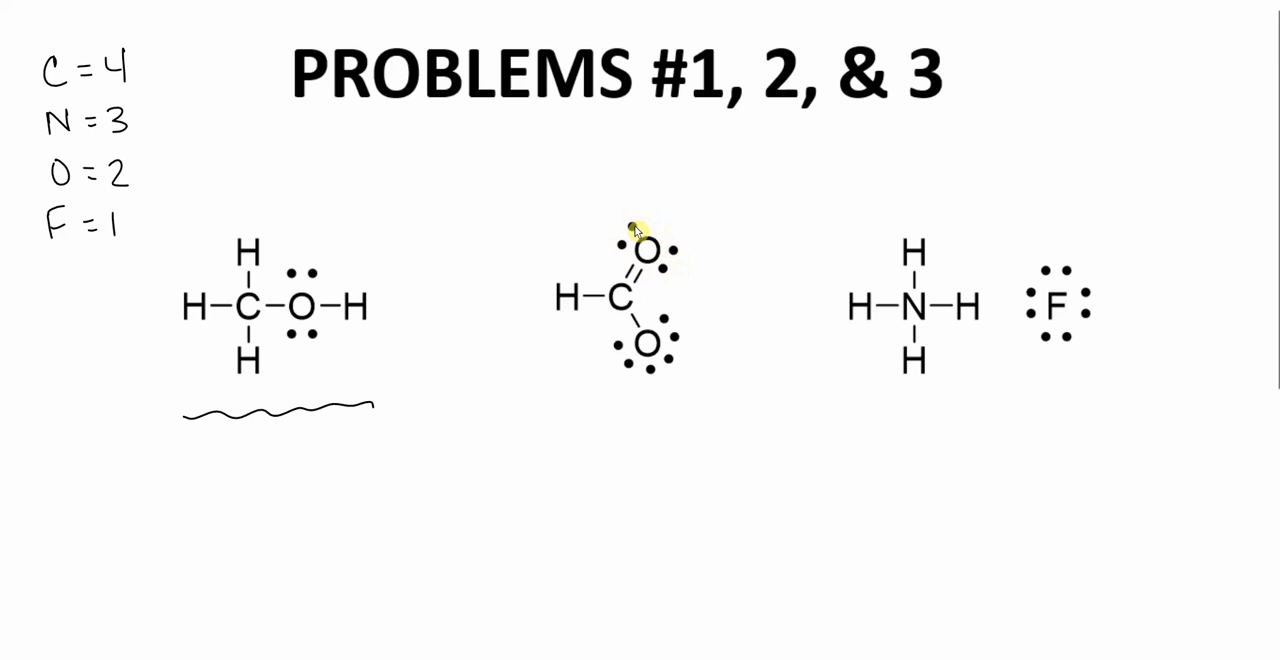 PROBLEMS #1, 2, & 3
C = 4
N = 3
O = 2
F = 1
H
H–C–O–H
H
O
H–C
O
H
H–N–H
H
F